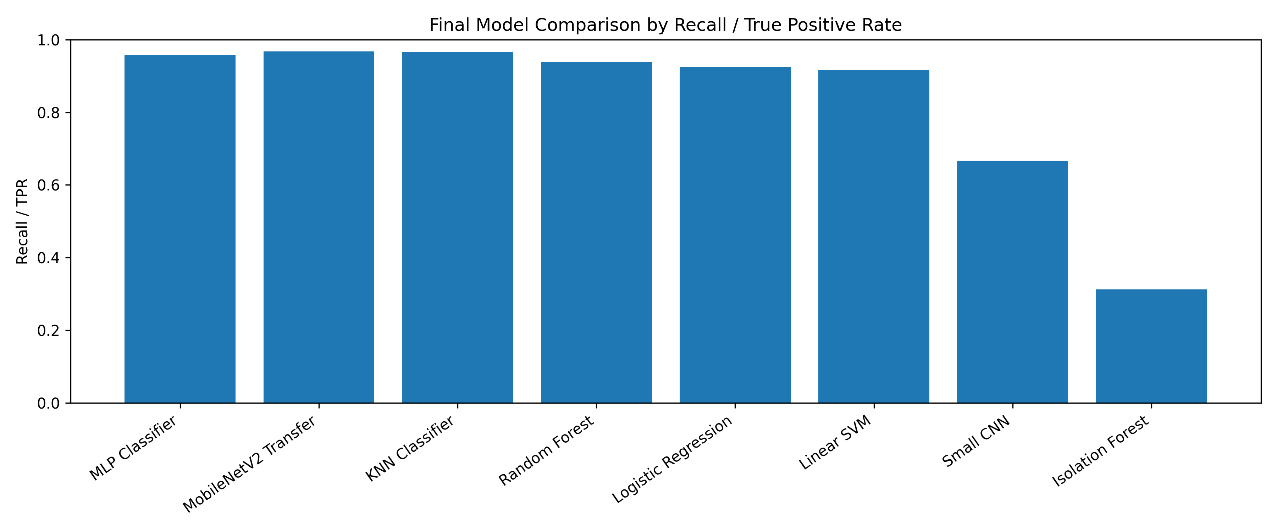 Final Model Comparison by Recall / True Positive Rate
Recall / TPR
1.0
0.8
0.6
0.4
0.2
0.0
MLP Classifier
MobileNetV2 Transfer
KNN Classifier
Random Forest
Logistic Regression
Linear SVM
Small CNN
Isolation Forest